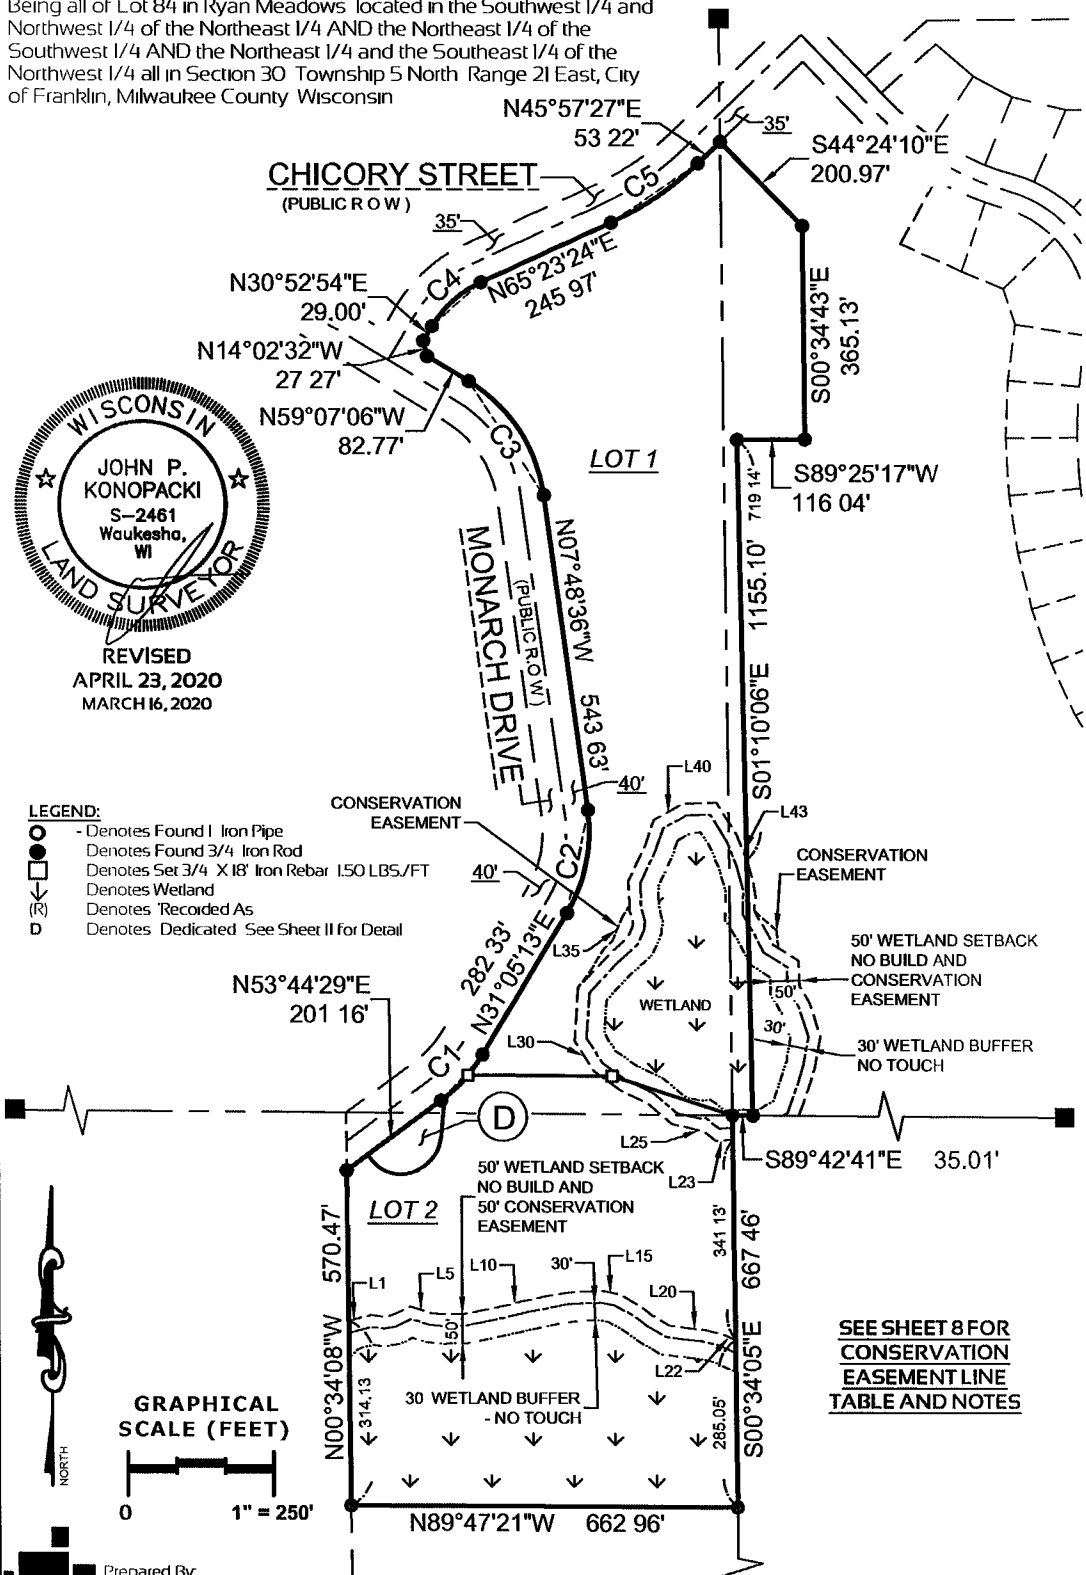 Being all of Lot 84 in Ryan Meadows located in the Southwest 1/4 and
Northwest 1/4 of the Northeast 1/4 AND the Northeast 1/4 of the
Southwest 1/4 AND the Northeast 1/4 and the Southeast 1/4 of the
Northwest 1/4 all in Section 30 Township 5 North Range 21 East, City
of Franklin, Milwaukee County Wisconsin
N45°57'27"E
53 22'
35'
S44°24'10"E
200.97'
CHICORY STREET
(PUBLIC R O W )
C5
35'
C4
N65°23'24"E
245 97'
N30°52'54"E
29.00'
N14°02'32"W
27 27'
N59°07'06"W
82.77'
S00°34'43"E
365.13'
C3
LOT 1
S89°25'17"W
116 04'
719 14'
WISCONSIN
JOHN P.
KONOPACKI
S-2461
Waukesha,
WI
LAND SURVEYOR
REVISED
APRIL 23, 2020
MARCH 16, 2020
MONARCH DRIVE
(PUBLIC R.O.W)
N07°48'36"W 543 63'
S01°10'06"E 1155.10'
L40
40'
L43
CONSERVATION
EASEMENT
LEGEND:
- Denotes Found 1 Iron Pipe
Denotes Found 3/4 Iron Rod
Denotes Set 3/4 X 18' Iron Rebar 1.50 LBS./FT
Denotes Wetland
(R) Denotes 'Recorded As
D Denotes Dedicated See Sheet 11 for Detail
C2
40'
CONSERVATION
EASEMENT
L35
50' WETLAND SETBACK
NO BUILD AND
CONSERVATION
EASEMENT
N53°44'29"E
201 16'
282 33'
N31°05'13"E
WETLAND
50'
30'
L30
30' WETLAND BUFFER
NO TOUCH
C1
D
L25
S89°42'41"E 35.01'
L23
50' WETLAND SETBACK
NO BUILD AND
50' CONSERVATION
EASEMENT
LOT 2
N00°34'08"W 570.47'
314.13
341 13'
S00°34'05"E 667 46'
285.05'
L1
L5
L10
30'
L15
L20
50'
L22
30 WETLAND BUFFER
- NO TOUCH
SEE SHEET 8 FOR
CONSERVATION
EASEMENT LINE
TABLE AND NOTES
NORTH
GRAPHICAL
SCALE (FEET)
0 1" = 250'
N89°47'21"W 662 96'
Prepared By: